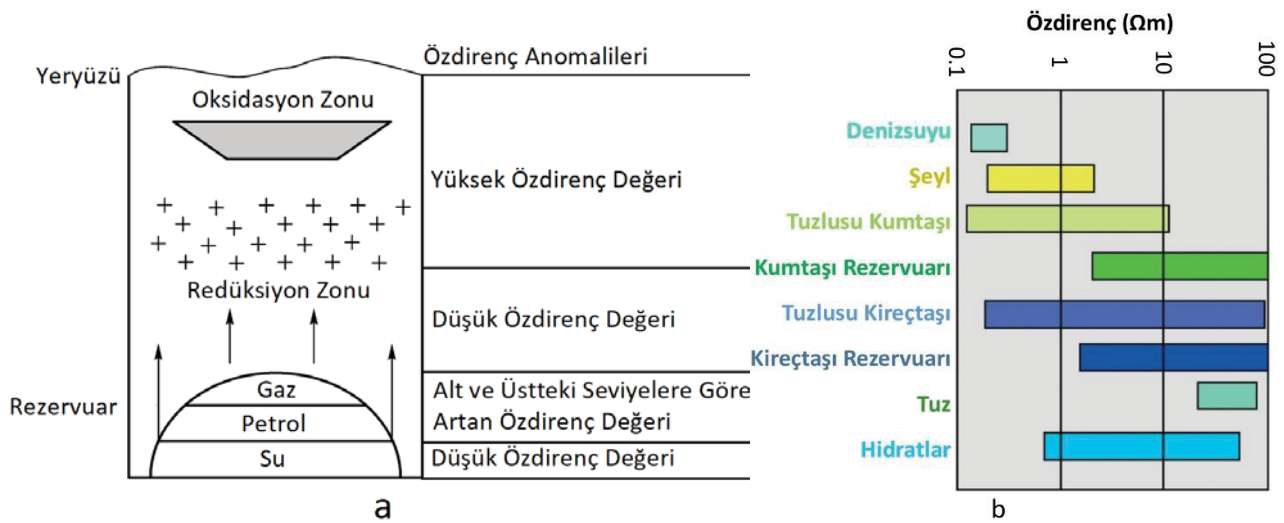 Özdirenç Anomalileri
Yeryüzü
Oksidasyon Zonu
Yüksek Özdirenç Değeri
Redüksiyon Zonu
Düşük Özdirenç Değeri
Rezervuar
Gaz
Petrol
Su
Alt ve Üstteki Seviyelere Göre
Artan Özdirenç Değeri
Düşük Özdirenç Değeri
a
Özdirenç (Ωm)
0.1
1
10
100
Denizsuyu
Şeyl
Tuzlusu Kumtaşı
Kumtaşı Rezervuarı
Tuzlusu Kireçtaşı
Kireçtaşı Rezervuarı
Tuz
Hidratlar
b